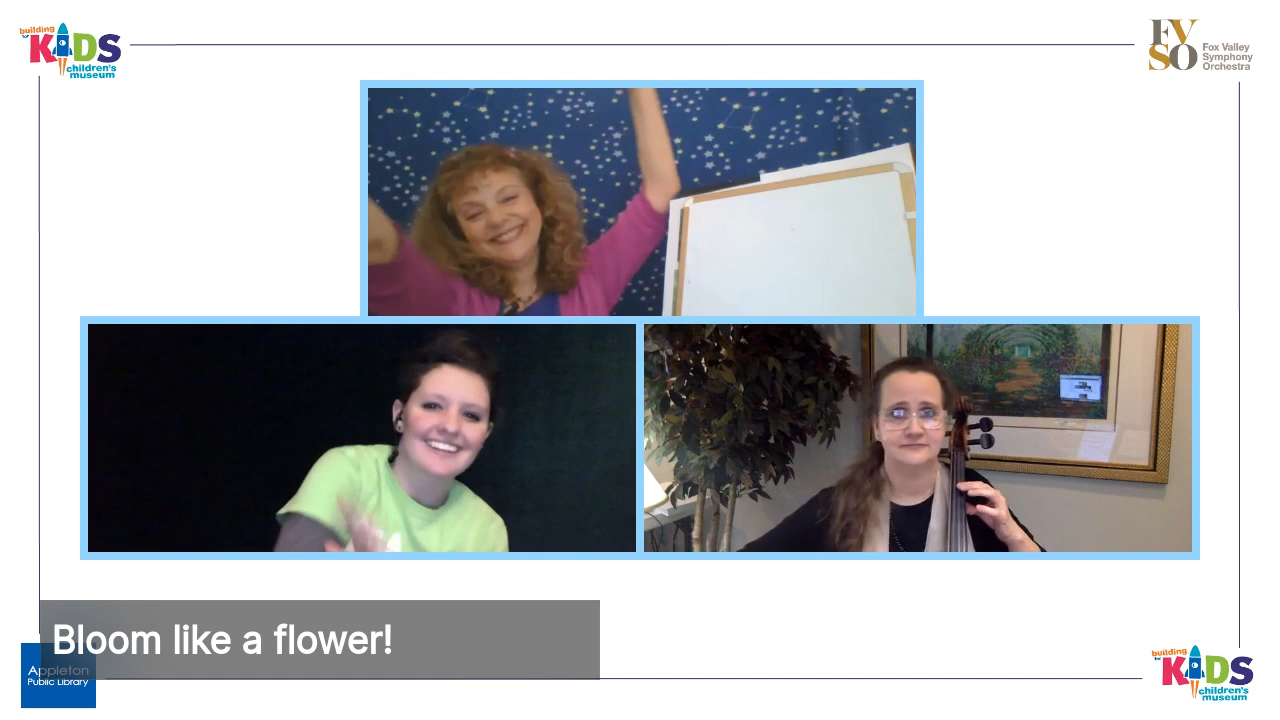 building
for KiDS
children's
museum
FV
SO
Fox Valley
Symphony
Orchestra
Bloom like a flower!
Appleton
Public Library
building
for KiDS
children's
museum